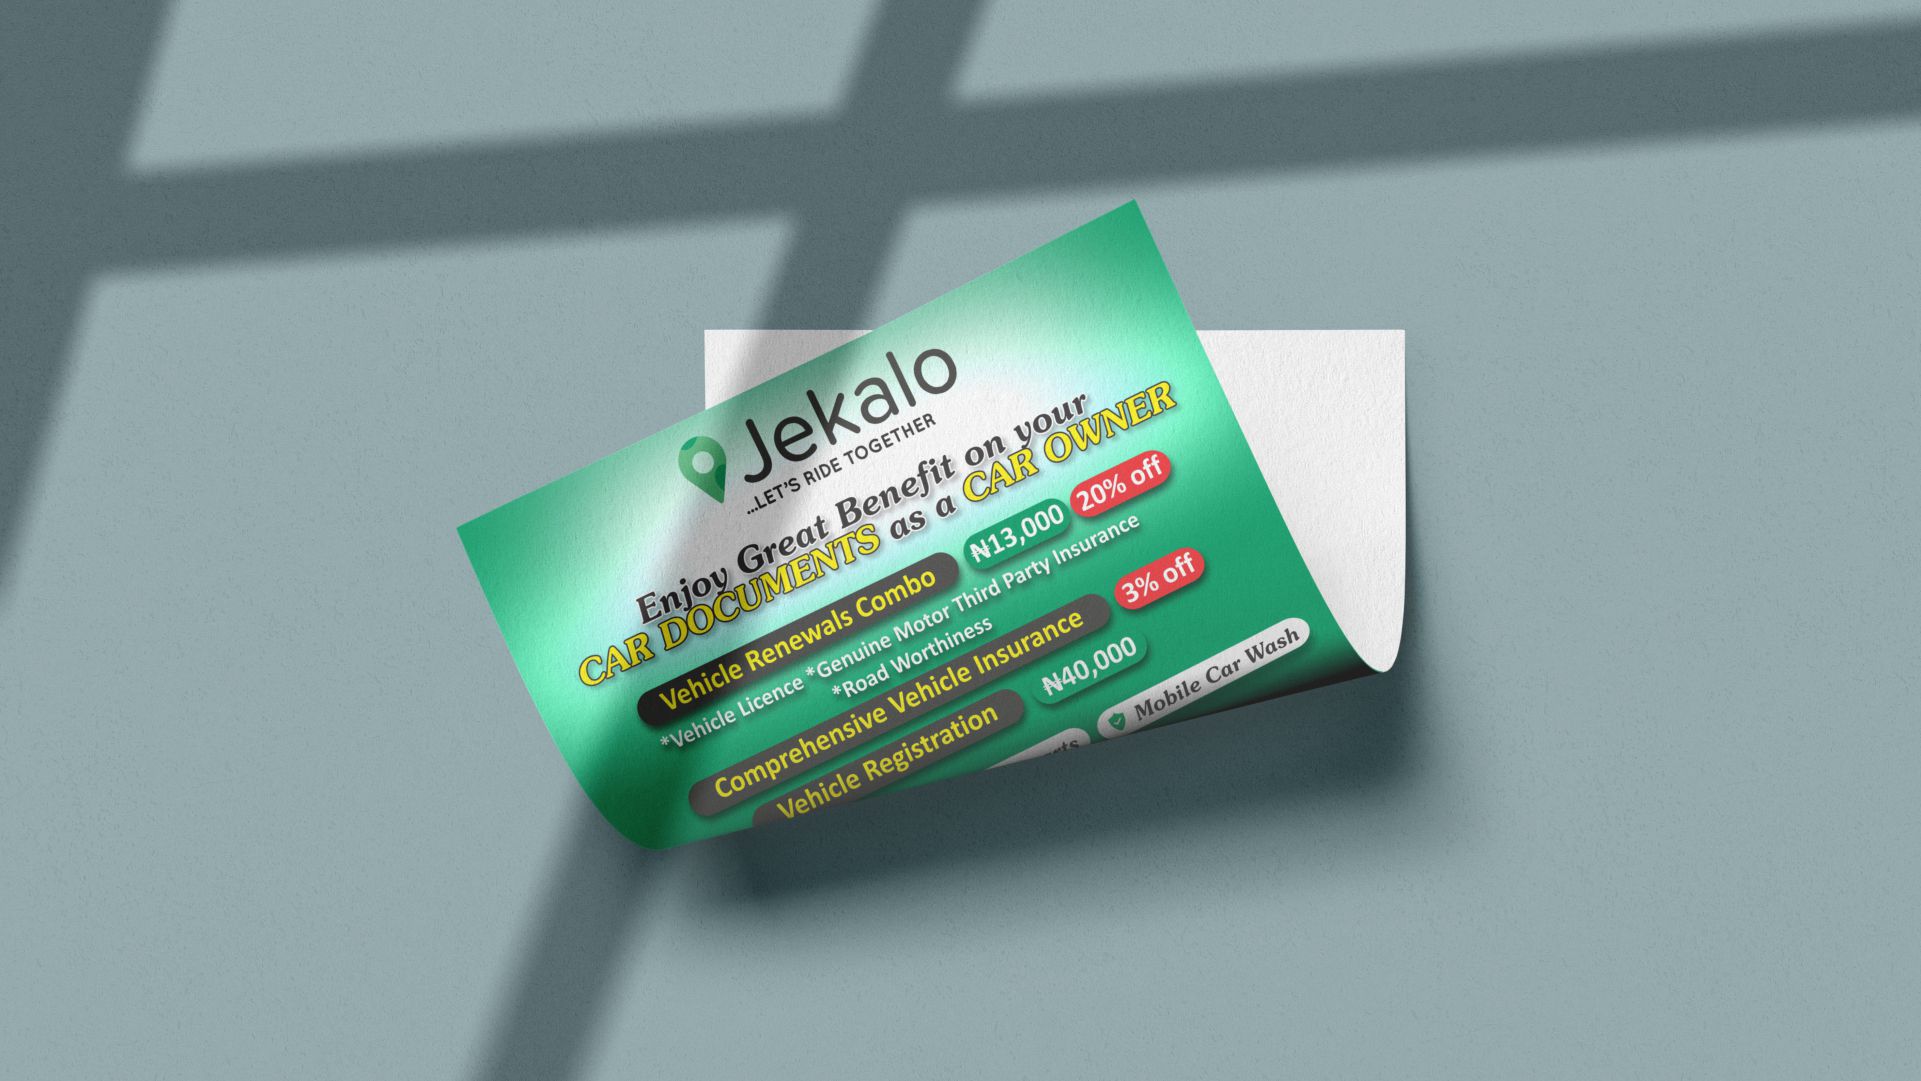 Jekalo
...LET'S RIDE TOGETHER
Enjoy Great Benefit on your
CAR DOCUMENTS as a CAR OWNER
Vehicle Renewals Combo ₦13,000 20% off
*Vehicle Licence *Genuine Motor Third Party Insurance
*Road Worthiness
Comprehensive Vehicle Insurance 3% off
Vehicle Registration ₦40,000
Mobile Car Wash